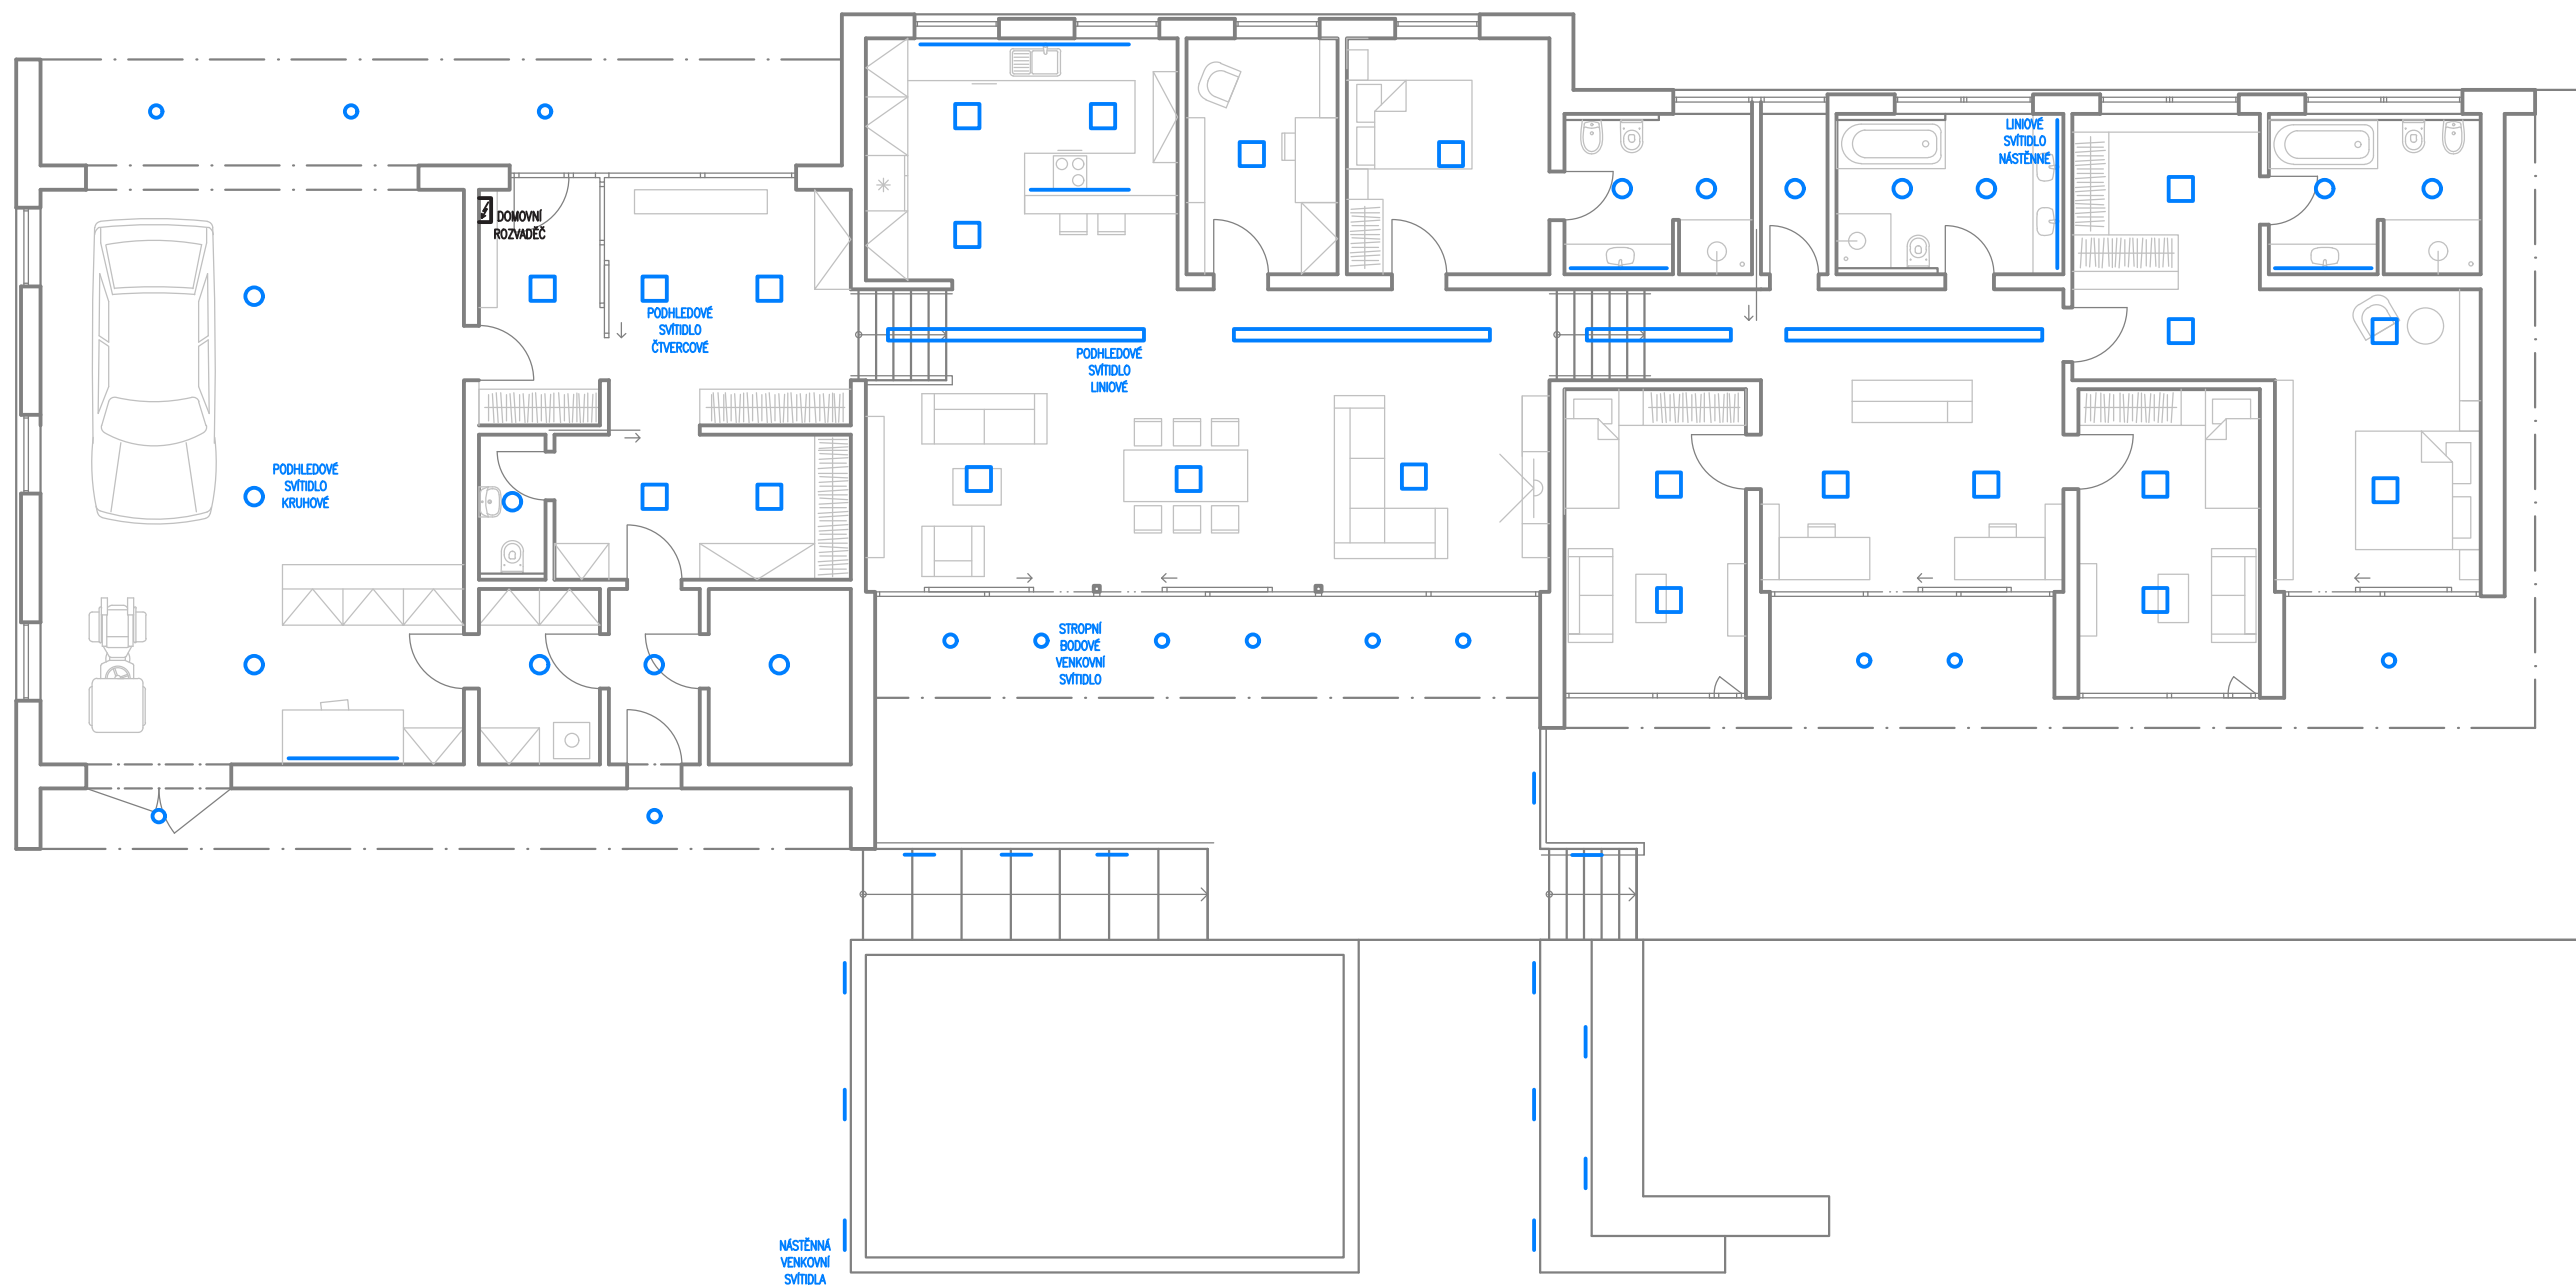 LINIOVÉ
SVÍTIDLO
NÁSTĚNNÉ
DOMOVNÍ
ROZVADĚČ
PODHLEDOVÉ
SVÍTIDLO
ČTVERCOVÉ
PODHLEDOVÉ
SVÍTIDLO
LINIOVÉ
PODHLEDOVÉ
SVÍTIDLO
KRUHOVÉ
STROPNÍ
BODOVÉ
VENKOVNÍ
SVÍTIDLO
NÁSTĚNNÁ
VENKOVNÍ
SVÍTIDLA